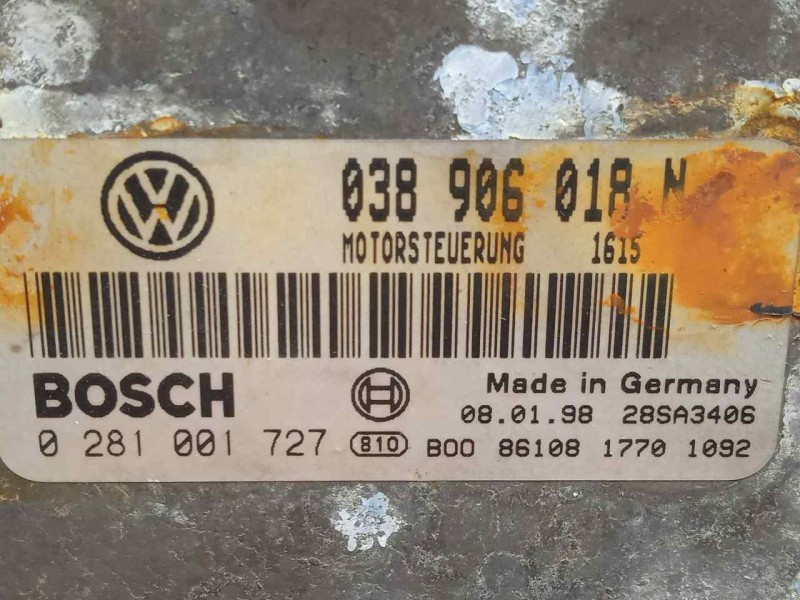 VW
038 906 018 N
MOTORSTEUERUNG 1615
BOSCH
Made in Germany
08.01.98 28SA3406
0 281 001 727 810 B00 86108 1770 1092